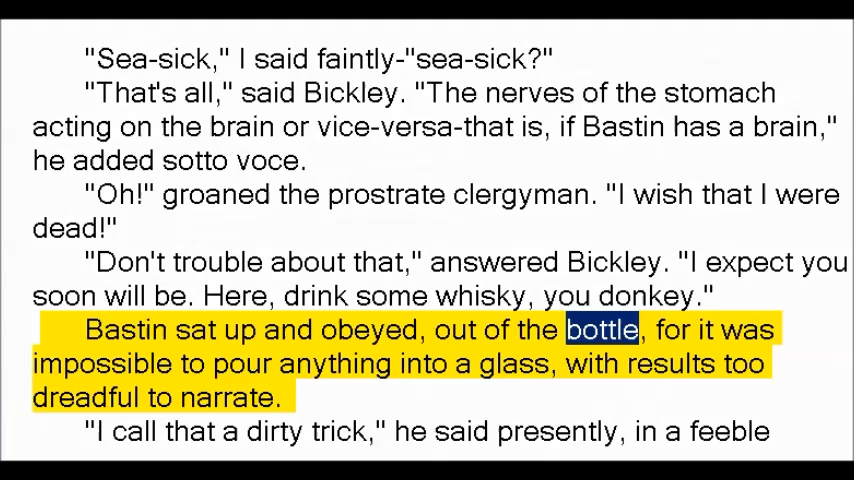 "Sea-sick," I said faintly-"sea-sick?"
"That's all," said Bickley. "The nerves of the stomach
acting on the brain or vice-versa-that is, if Bastin has a brain,"
he added sotto voce.
"Oh!" groaned the prostrate clergyman. "I wish that I were
dead!"
"Don't trouble about that," answered Bickley. "I expect you
soon will be. Here, drink some whisky, you donkey."
Bastin sat up and obeyed, out of the bottle, for it was
impossible to pour anything into a glass, with results too
dreadful to narrate.
"I call that a dirty trick," he said presently, in a feeble